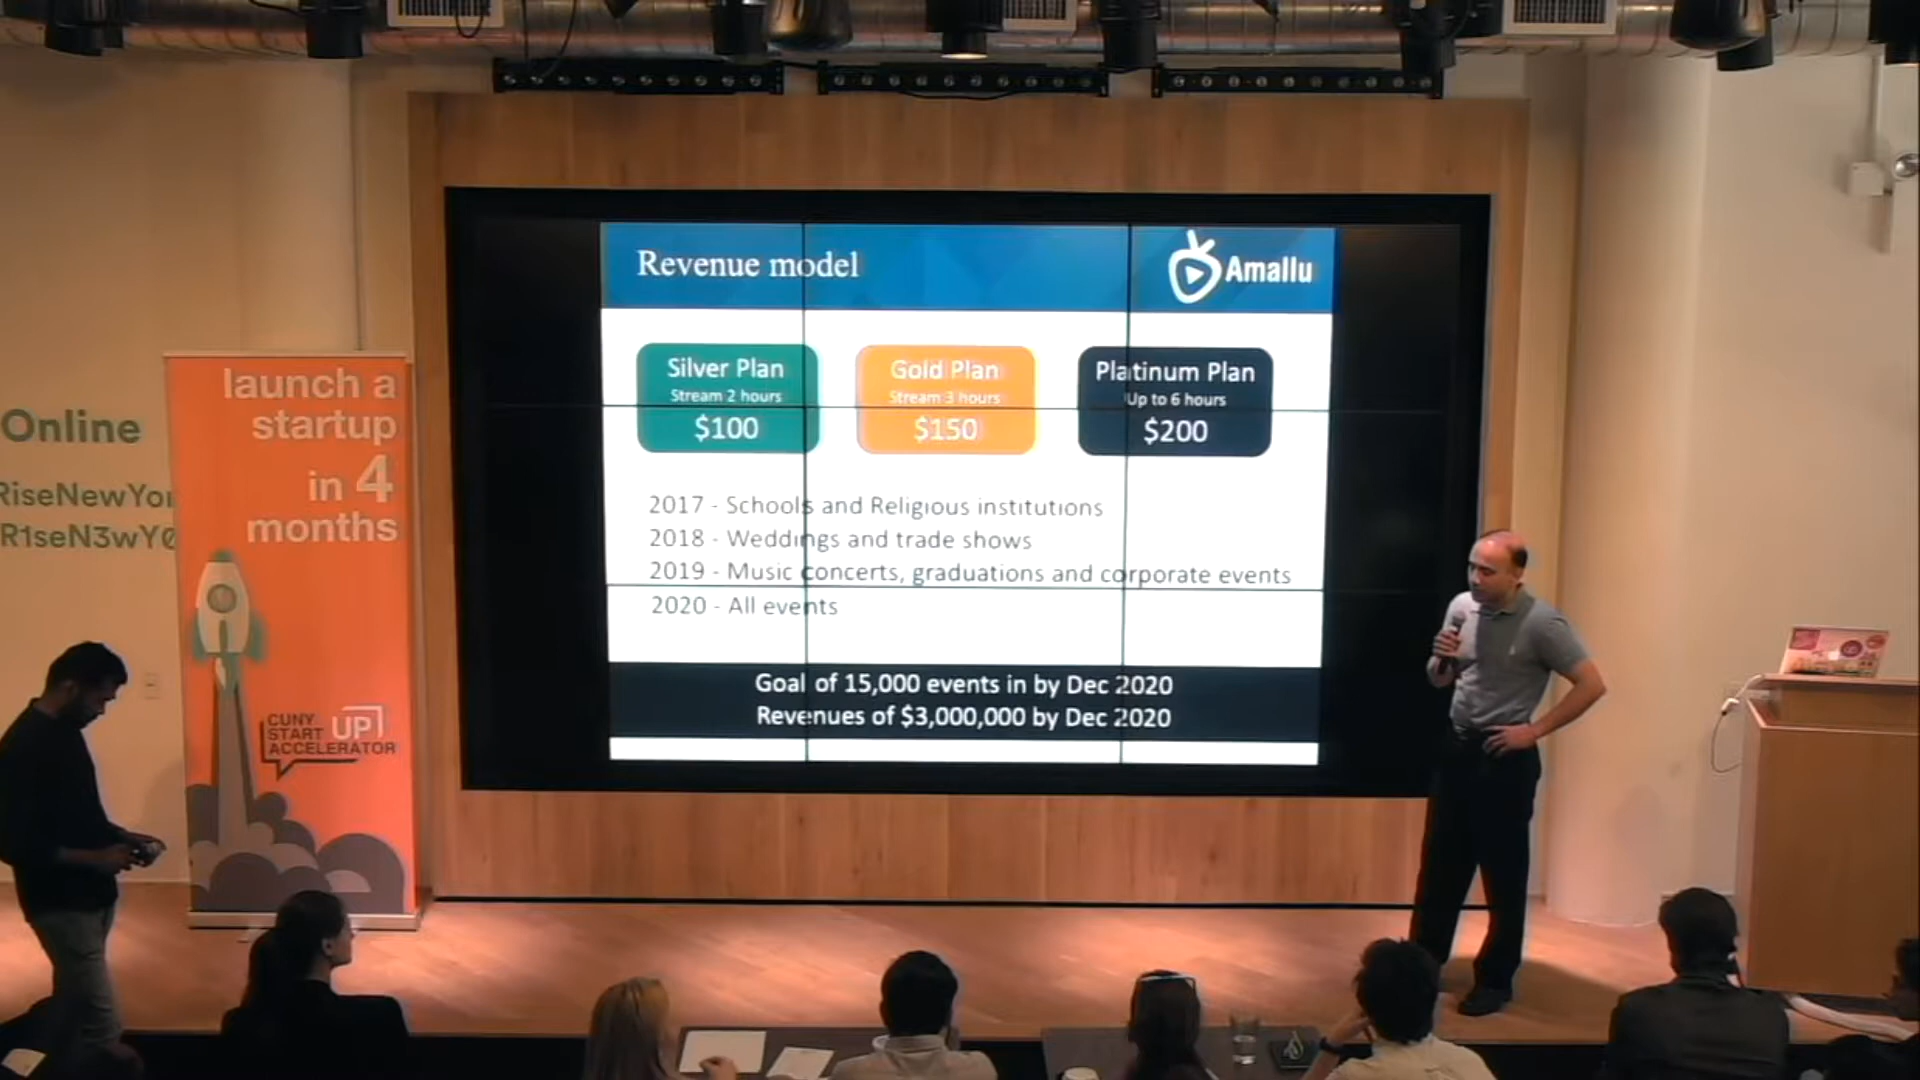 Online
RiseNewYor
R1seN3wY0
launch a
startup
in 4
months
CUNY
START UP
ACCELERATOR
Revenue model
Amallu
Silver Plan
Stream 2 hours
$100
Gold Plan
Stream 3 hours
$150
Platinum Plan
Up to 6 hours
$200
2017 - Schools and Religious institutions
2018 - Weddings and trade shows
2019 - Music concerts, graduations and corporate events
2020 - All events
Goal of 15,000 events in by Dec 2020
Revenues of $3,000,000 by Dec 2020